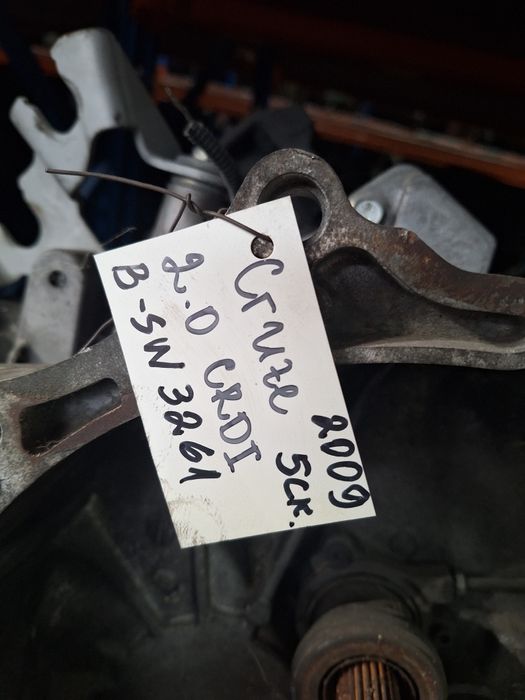 Cruze 2009
2.0 CRDI 5ск.
B-SW 3261